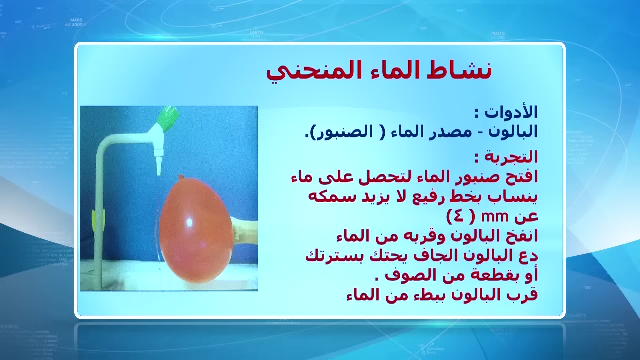 نشاط الماء المنحني
الأدوات :
البالون - مصدر الماء ( الصنبور).
التجربة :
افتح صنبور الماء لتحصل على ماء
ينساب بخط رفيع لا يزيد سمكه
عن mm ( ٤)
انفخ البالون وقربه من الماء
دع البالون الجاف يحتك بسترتك
أو بقطعة من الصوف .
قرب البالون ببطء من الماء